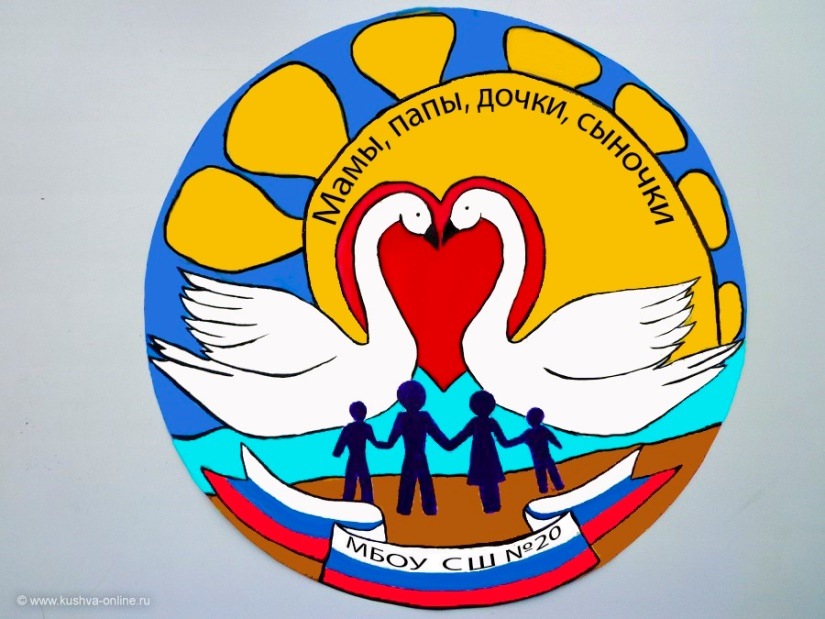 Мамы, папы, дочки, сыночки
МБОУ СШ №20
© www.kushva-online.ru